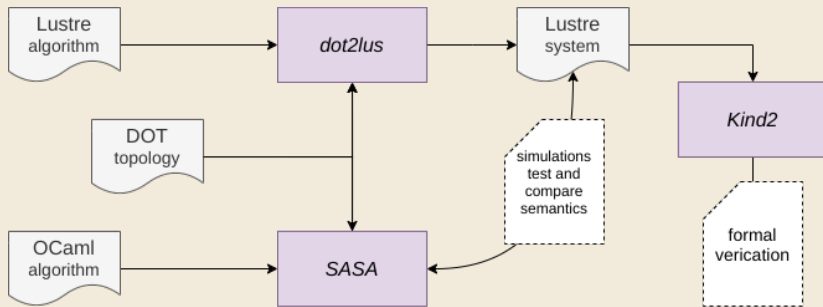 Lustre
algorithm
dot2lus
Lustre
system
Kind2
DOT
topology
simulations
test and
compare
semantics
OCaml
algorithm
SASA
formal
verication